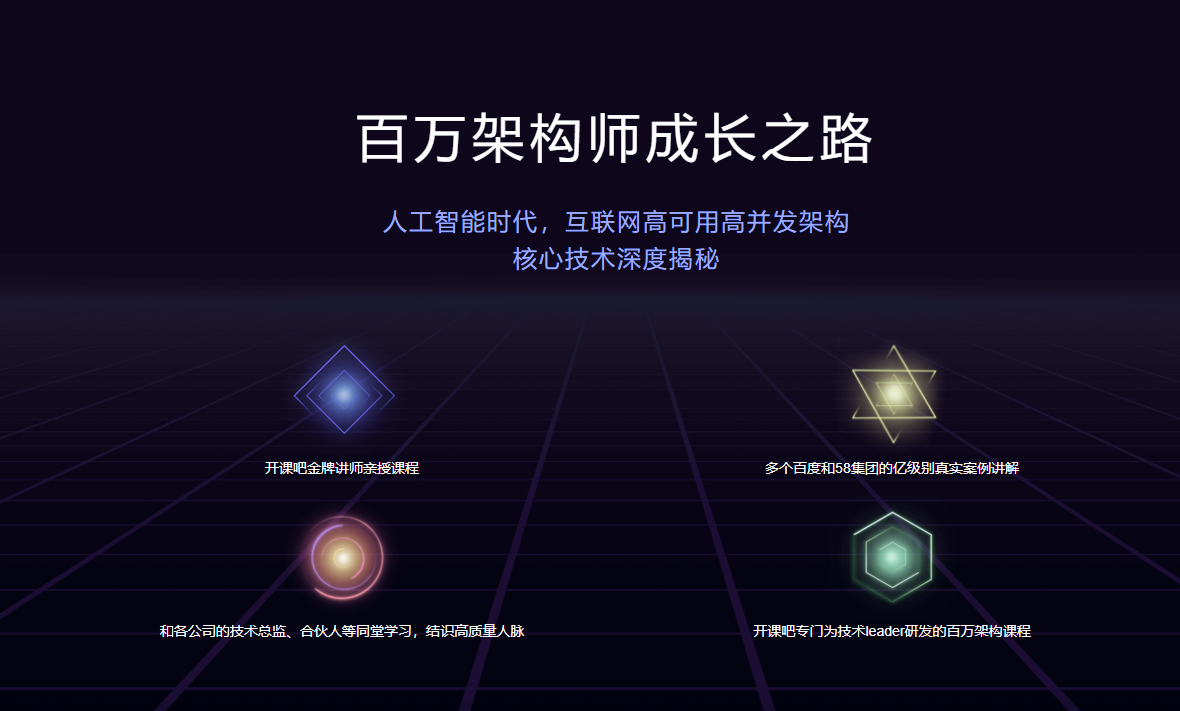 百万架构师成长之路
人工智能时代，互联网高可用高并发架构
核心技术深度揭秘
开课吧金牌讲师亲授课程
多个百度和58集团的亿级别真实案例讲解
和各公司的技术总监、合伙人等同堂学习，结识高质量人脉
开课吧专门为技术leader研发的百万架构课程